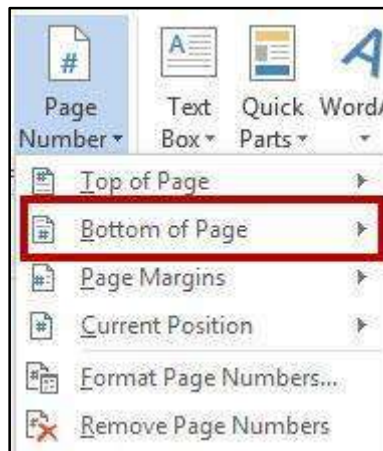 Page Text Quick Word
Number Box Parts
Top of Page
Bottom of Page
Page Margins
Current Position
Format Page Numbers...
Remove Page Numbers